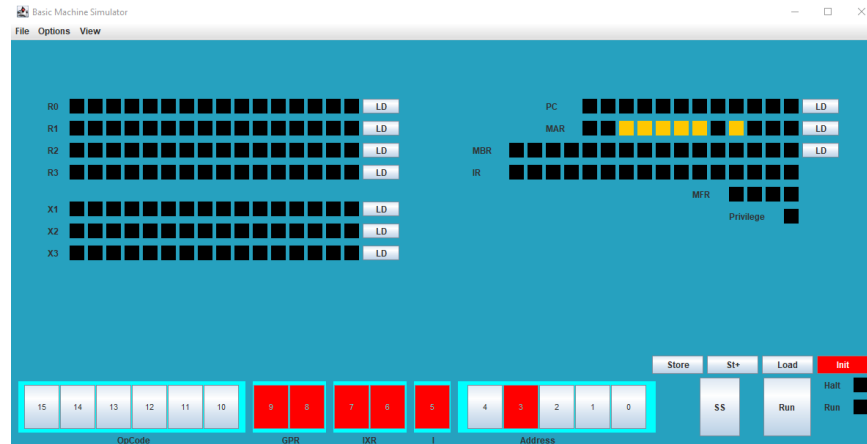 Basic Machine Simulator
File Options View
R0 LD PC LD
R1 LD MAR LD
R2 LD MBR LD
R3 LD IR
MFR
X1 LD Privilege
X2 LD
X3 LD
Store St+ Load Init
Halt
15 14 13 12 11 10 9 8 7 6 5 4 3 2 1 0 SS Run Run
OpCode GPR IXR I Address